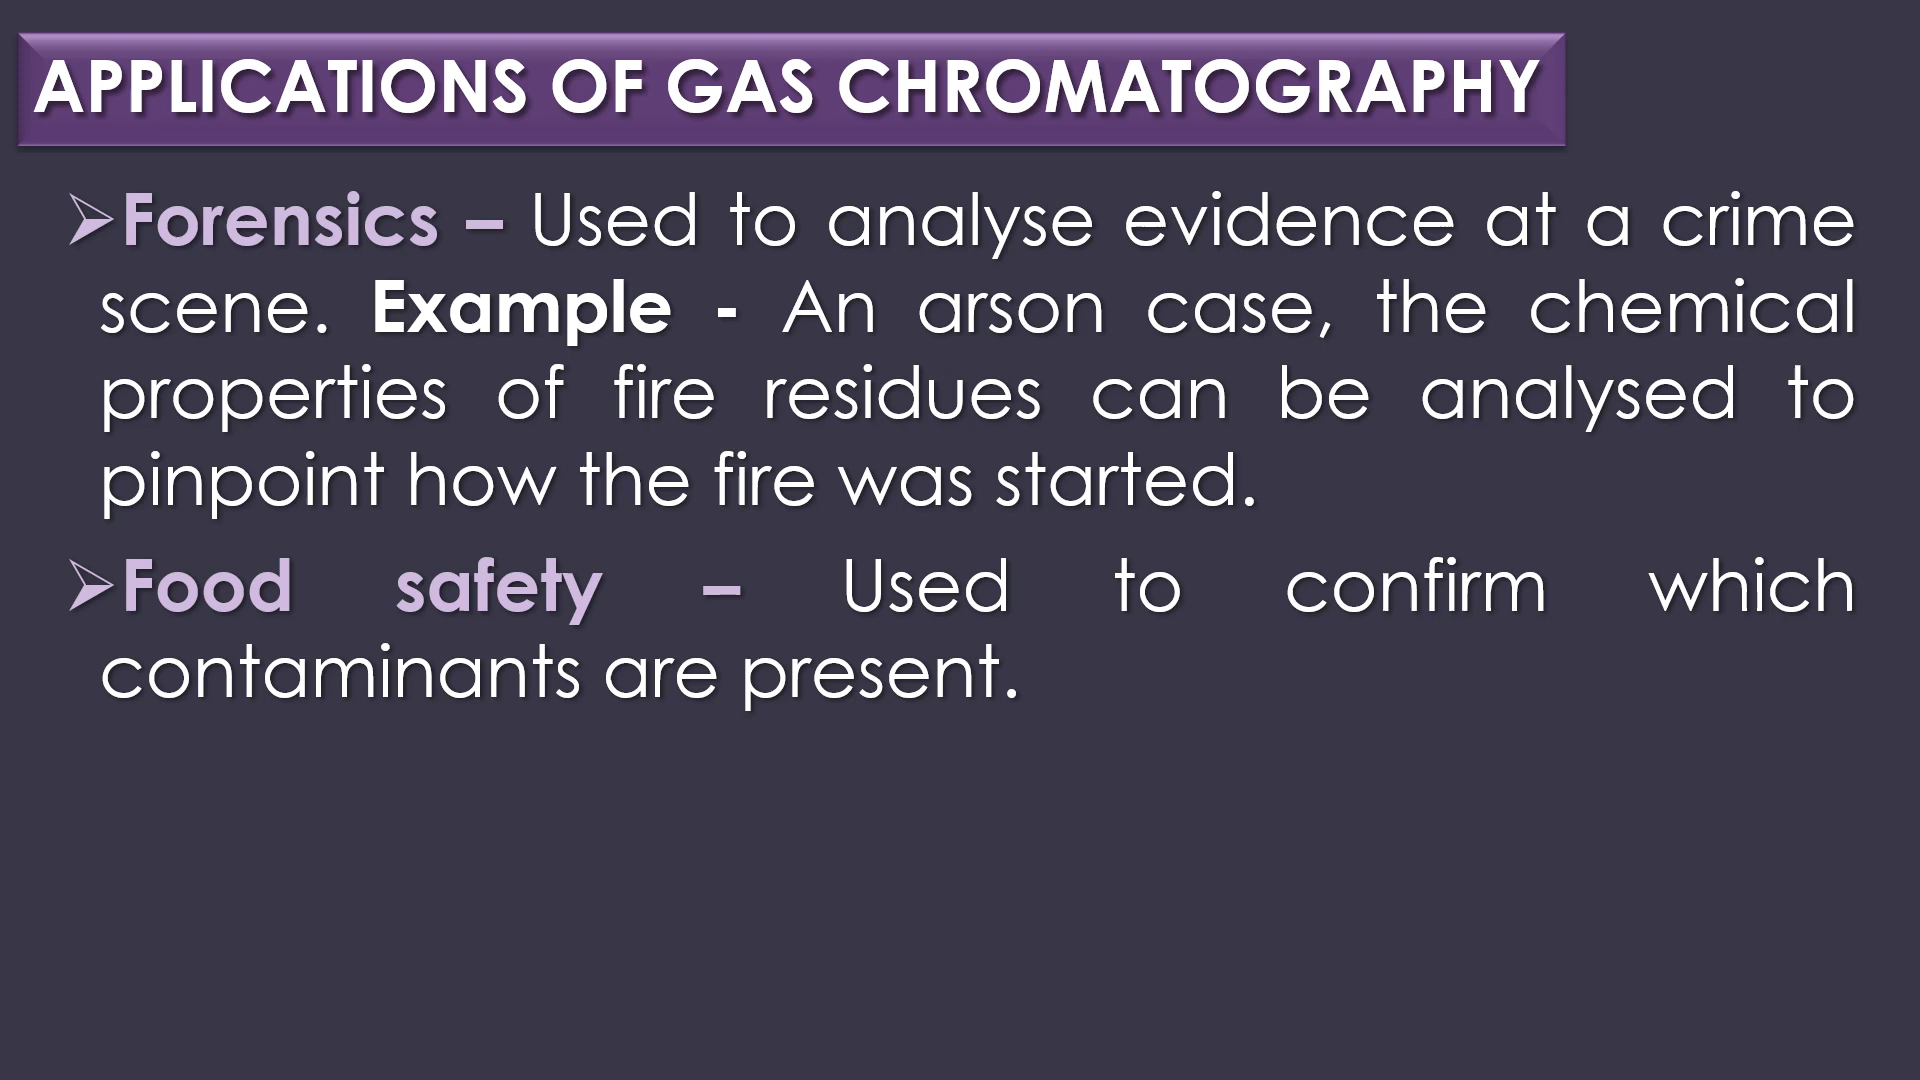 APPLICATIONS OF GAS CHROMATOGRAPHY
➢Forensics – Used to analyse evidence at a crime
scene. Example - An arson case, the chemical
properties of fire residues can be analysed to
pinpoint how the fire was started.
➢Food safety – Used to confirm which
contaminants are present.